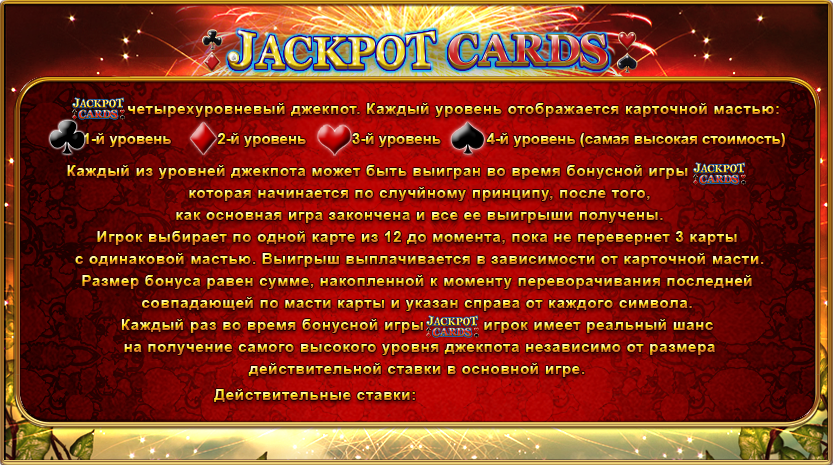 JACKPOT CARDS
JACKPOT CARDS четырехуровневый джекпот. Каждый уровень отображается карточной мастью:
1-й уровень 2-й уровень 3-й уровень 4-й уровень (самая высокая стоимость)
Каждый из уровней джекпота может быть выигран во время бонусной игры JACKPOT CARDS
которая начинается по случйному принципу, после того,
как основная игра закончена и все ее выигрыши получены.
Игрок выбирает по одной карте из 12 до момента, пока не перевернет 3 карты
с одинаковой мастью. Выигрыш выплачивается в зависимости от карточной масти.
Размер бонуса равен сумме, накопленной к моменту переворачивания последней
совпадающей по масти карты и указан справа от каждого символа.
Каждый раз во время бонусной игры JACKPOT CARDS игрок имеет реальный шанс
на получение самого высокого уровня джекпота независимо от размера
действительной ставки в основной игре.
Действительные ставки: